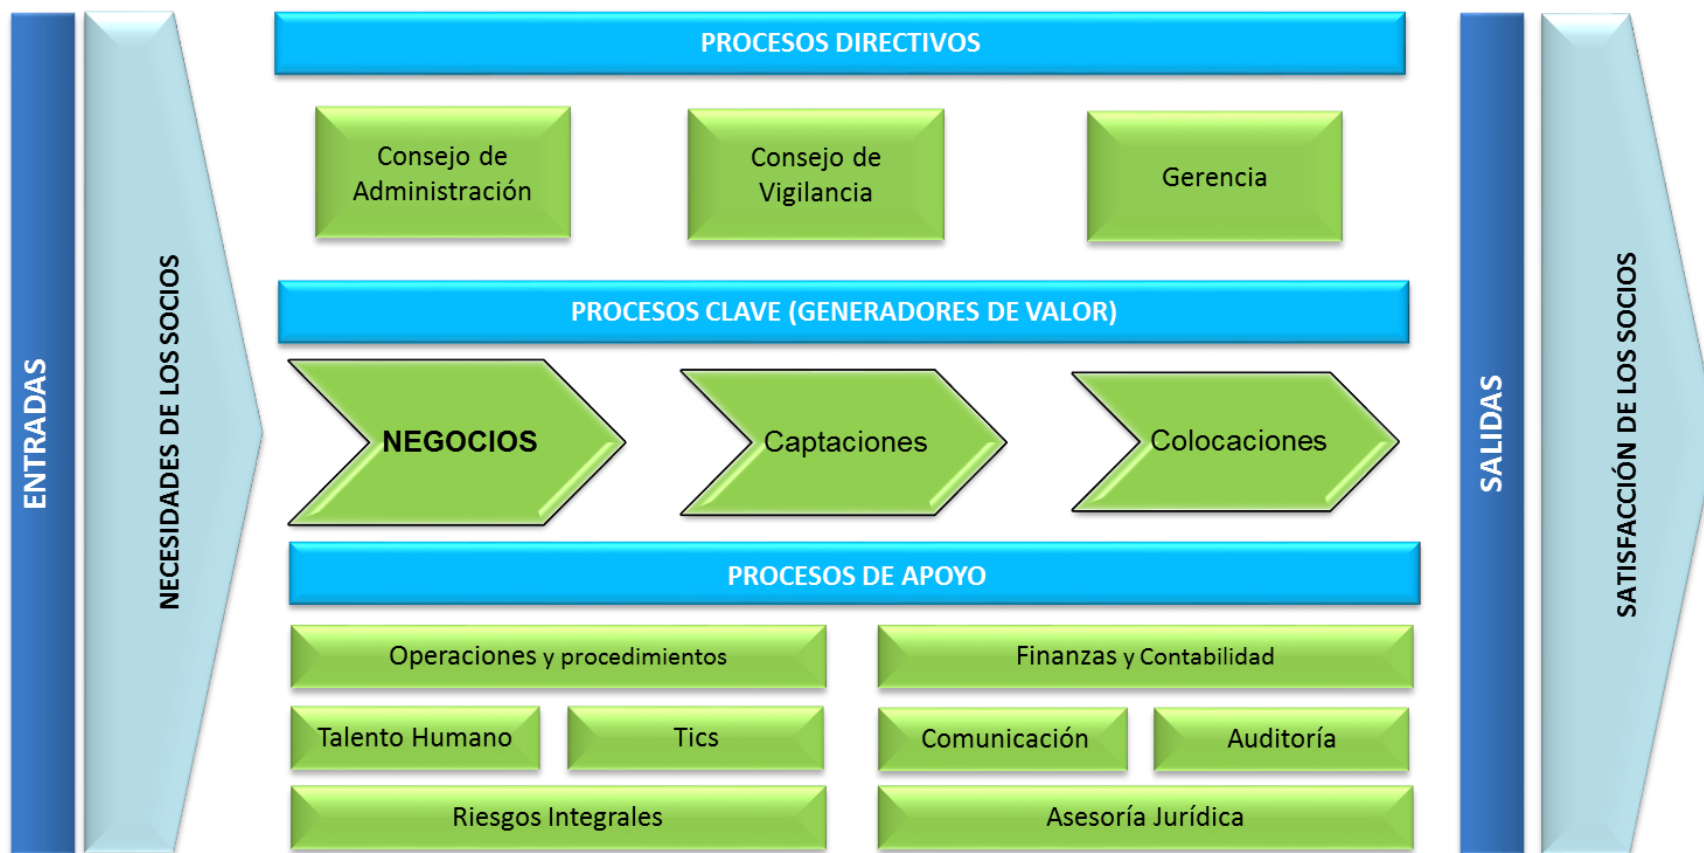 ENTRADAS
NECESIDADES DE LOS SOCIOS
PROCESOS DIRECTIVOS
Consejo de
Administración
Consejo de
Vigilancia
Gerencia
PROCESOS CLAVE (GENERADORES DE VALOR)
NEGOCIOS
Captaciones
Colocaciones
PROCESOS DE APOYO
Operaciones y procedimientos
Finanzas y Contabilidad
Talento Humano
Tics
Comunicación
Auditoría
Riesgos Integrales
Asesoría Jurídica
SALIDAS
SATISFACCIÓN DE LOS SOCIOS